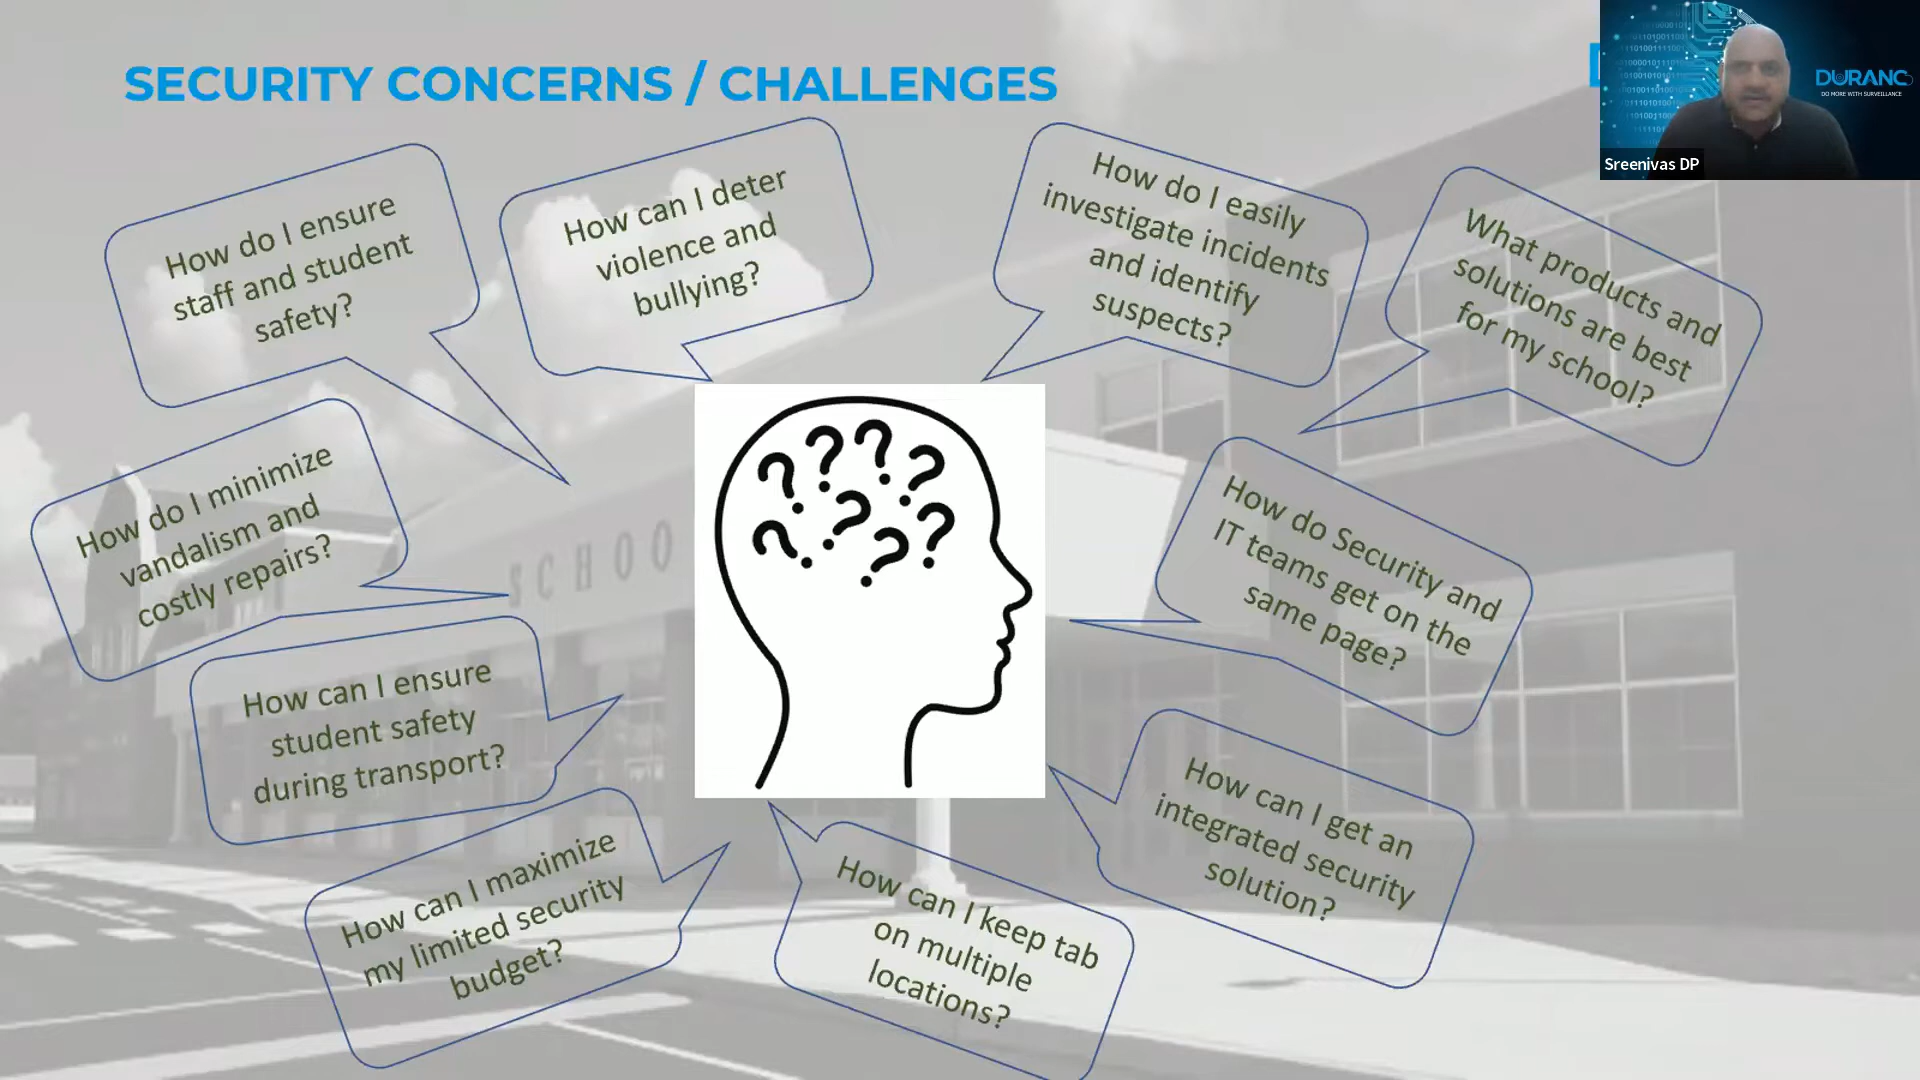 SECURITY CONCERNS / CHALLENGES
DURANC
DO MORE WITH SURVEILLANCE
Sreenivas DP
How do I ensure
staff and student
safety?
How can I deter
violence and
bullying?
How do I easily
investigate incidents
and identify
suspects?
What products and
solutions are best
for my school?
How do I minimize
vandalism and
costly repairs?
How do Security and
IT teams get on the
same page?
SCHOO
How can I ensure
student safety
during transport?
How can I get an
integrated security
solution?
How can I maximize
my limited security
budget?
How can I keep tab
on multiple
locations?